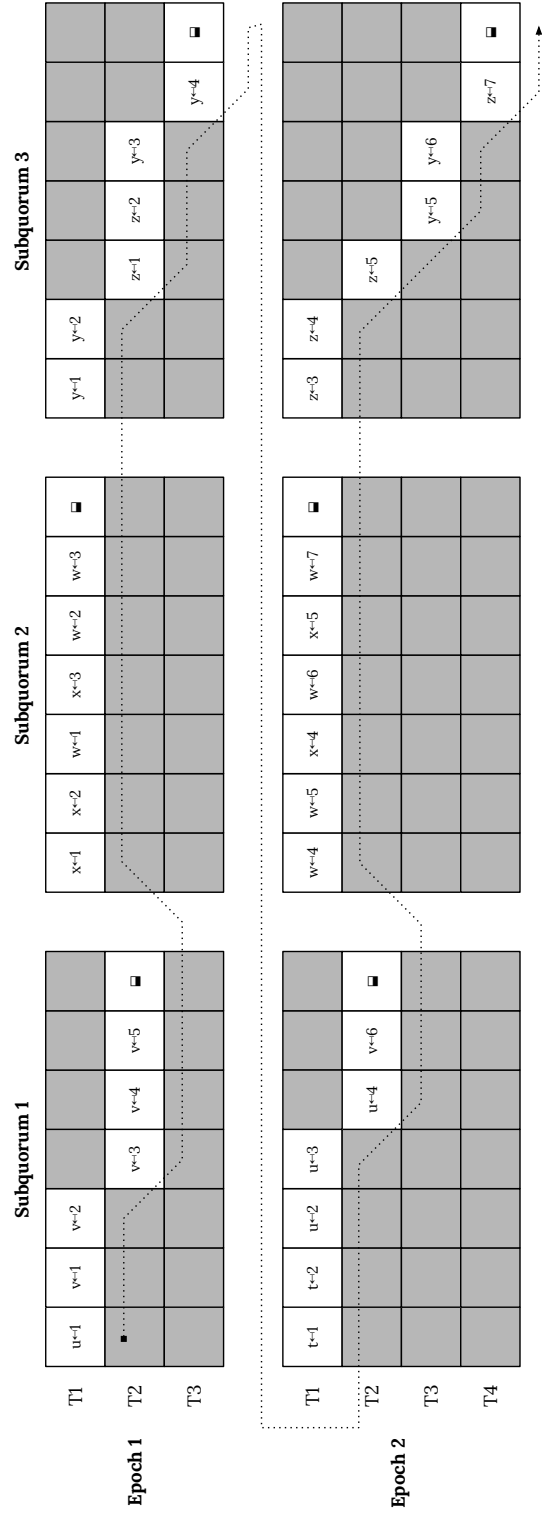 Subquorum 1 Subquorum 2 Subquorum 3
Epoch 1
T1 u←1 v←1 v←2 x←1 x←2 w←1 x←3 w←2 w←3 y←1 y←2
T2 v←3 v←4 v←5 z←1 z←2 y←3
T3 y←4
Epoch 2
T1 t←1 t←2 u←2 u←3 w←4 w←5 x←4 w←6 x←5 w←7 z←3 z←4
T2 u←4 v←6 z←5
T3 y←5 y←6
T4 z←7